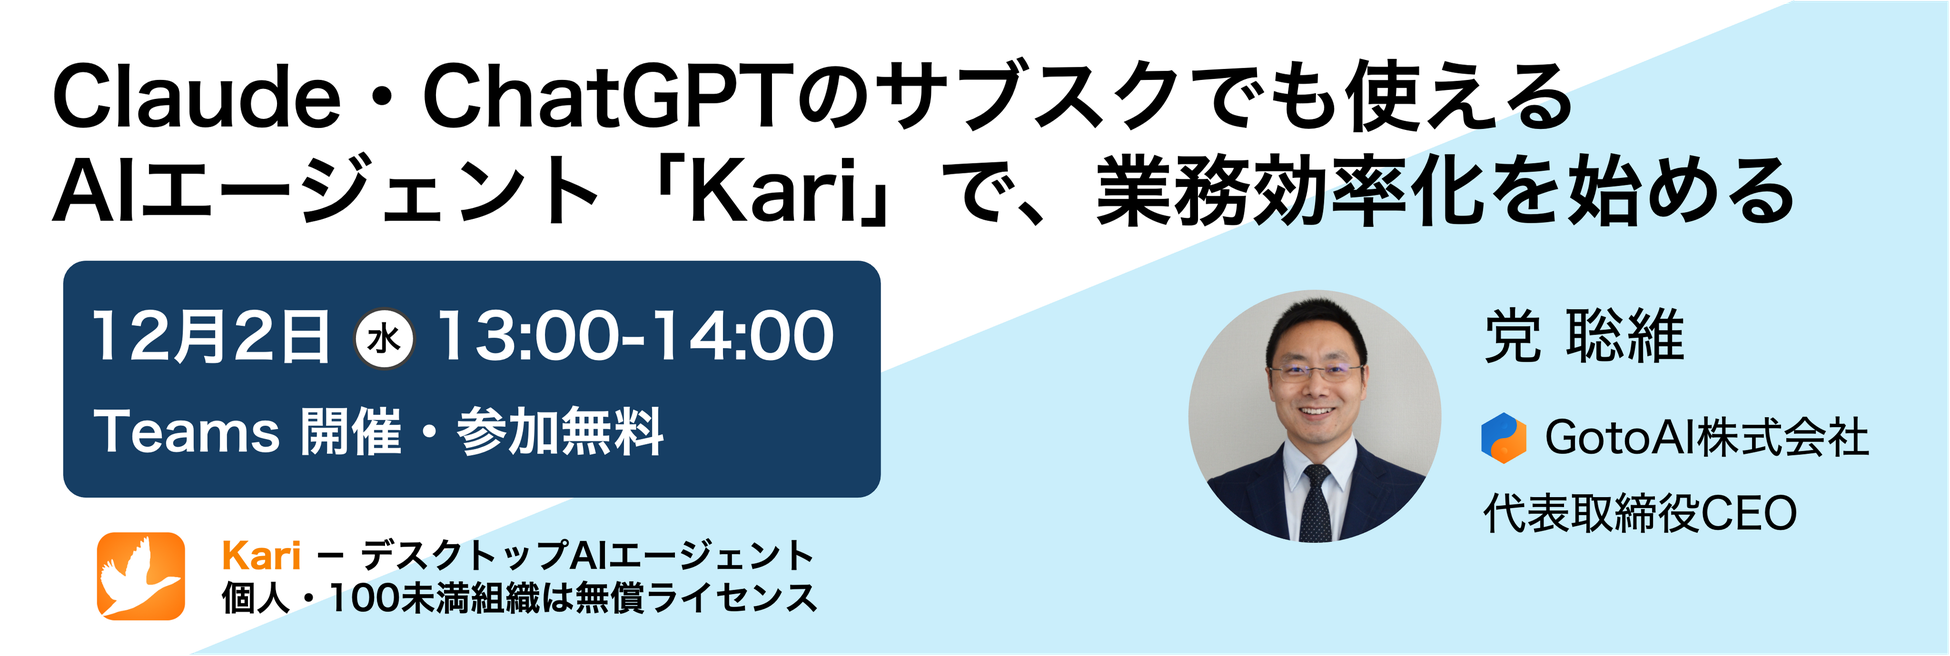 Claude・ChatGPTのサブスクでも使える
AIエージェント「Kari」で、業務効率化を始める
12月2日 水 13:00-14:00
Teams 開催・参加無料
Kari － デスクトップAIエージェント
個人・100未満組織は無償ライセンス
党 聡維
GotoAI株式会社
代表取締役CEO